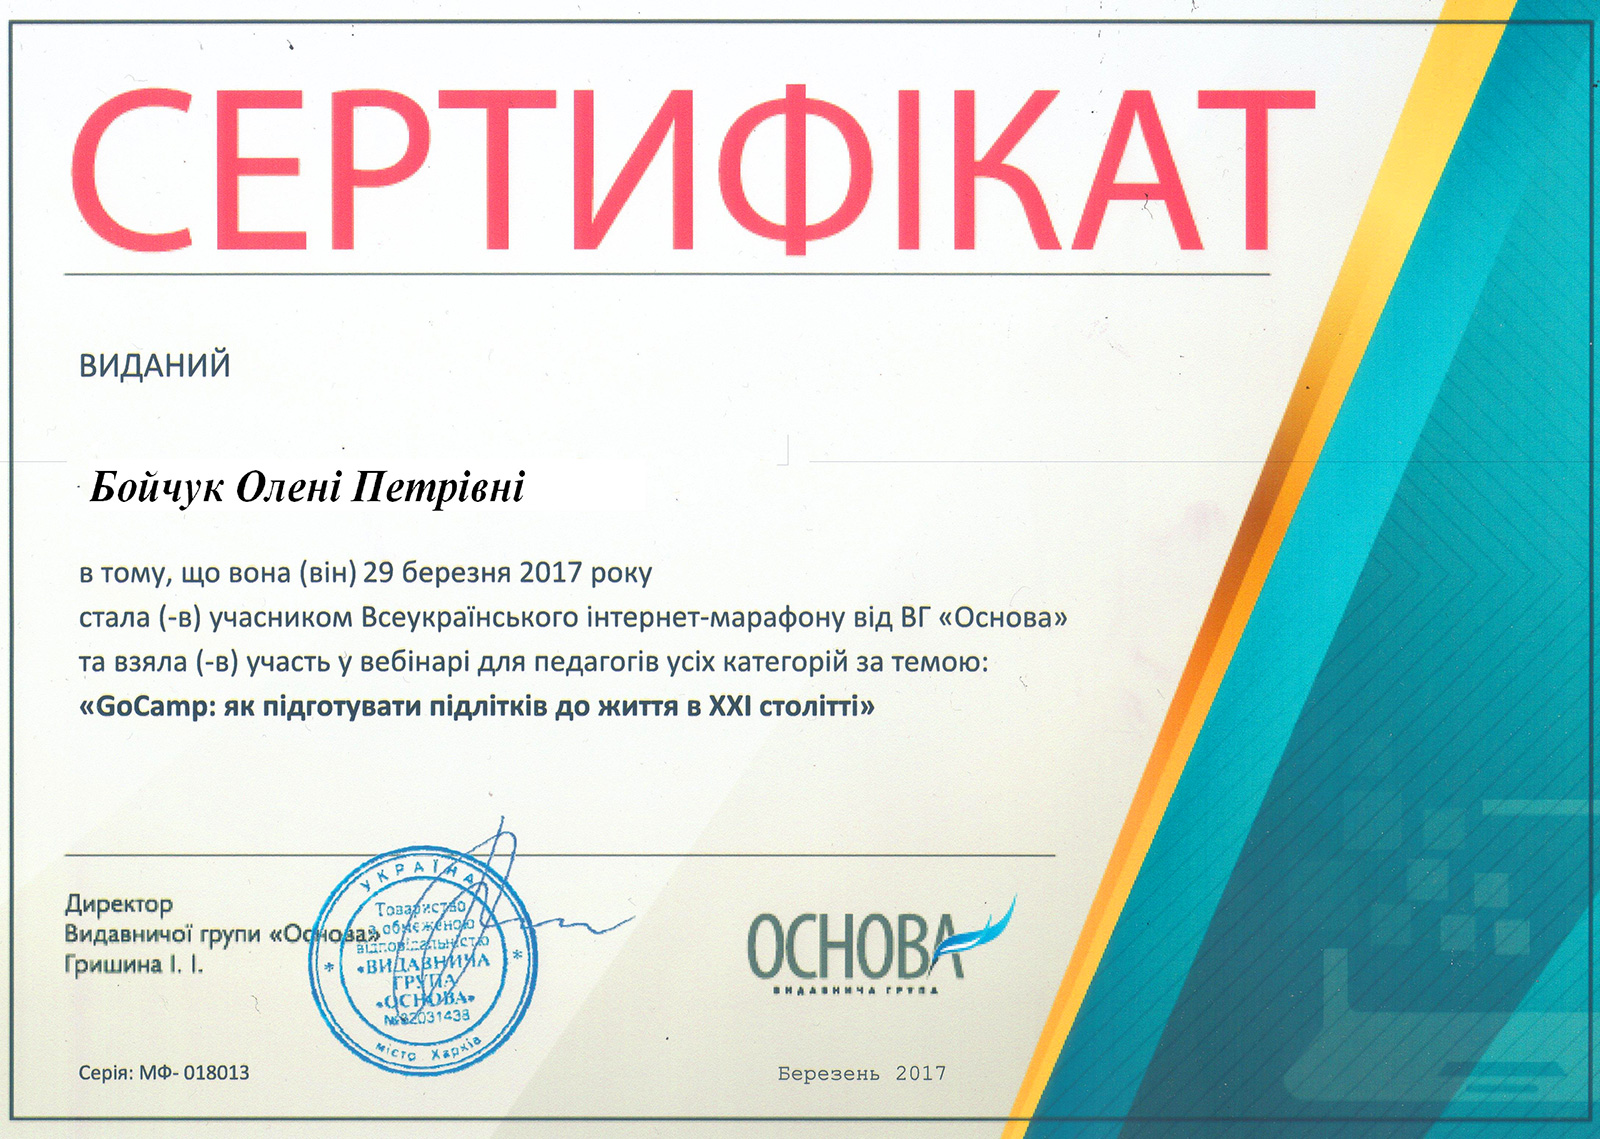 СЕРТИФІКАТ
ВИДАНИЙ
Бойчук Олені Петрівні
в тому, що вона (він) 29 березня 2017 року
стала (-в) учасником Всеукраїнського інтернет-марафону від ВГ «Основа»
та взяла (-в) участь у вебінарі для педагогів усіх категорій за темою:
«GoCamp: як підготувати підлітків до життя в XXI столітті»
Директор
Видавничої групи «Основа»
Гришина І. І.
УКРАЇНА
Товариство
з обмеженою
відповідальністю
«ВИДАВНИЧА
ГРУПА
«ОСНОВА»
№32031438
місто Харків
ОСНОВА
ВИДАВНИЧА ГРУПА
Серія: МФ- 018013
Березень 2017